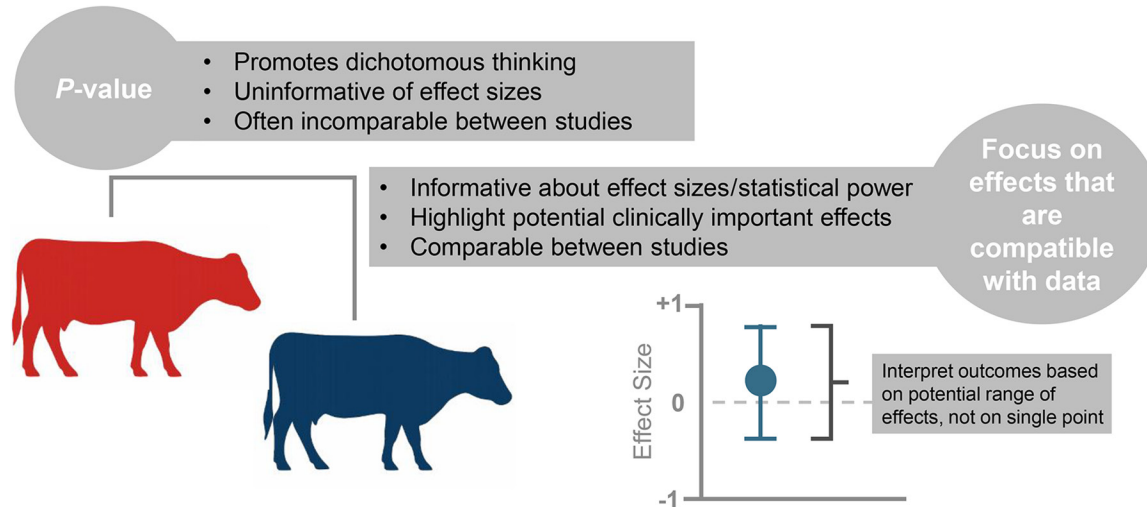 P-value
• Promotes dichotomous thinking
• Uninformative of effect sizes
• Often incomparable between studies
• Informative about effect sizes/statistical power
• Highlight potential clinically important effects
• Comparable between studies
Focus on
effects that
are
compatible
with data
+1
0
-1
Effect Size
Interpret outcomes based
on potential range of
effects, not on single point